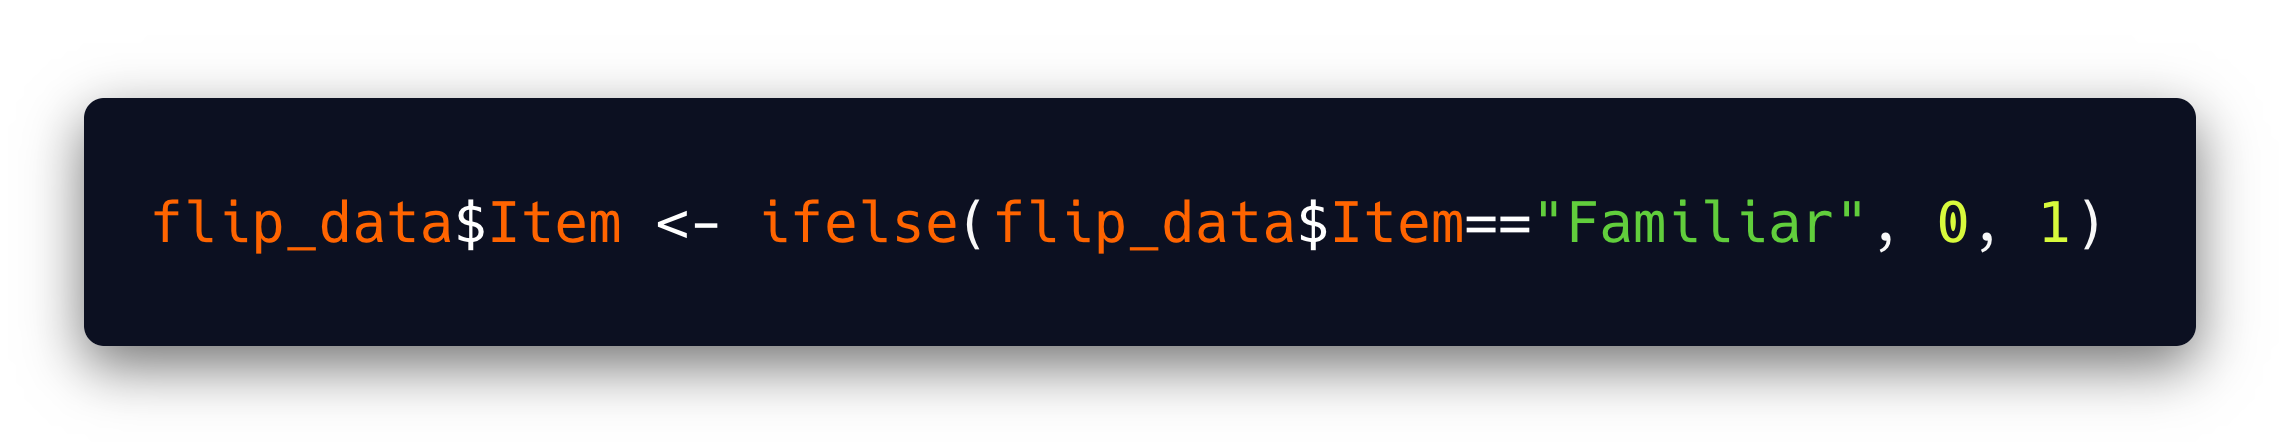 flip_data$Item <- ifelse(flip_data$Item=="Familiar", 0, 1)